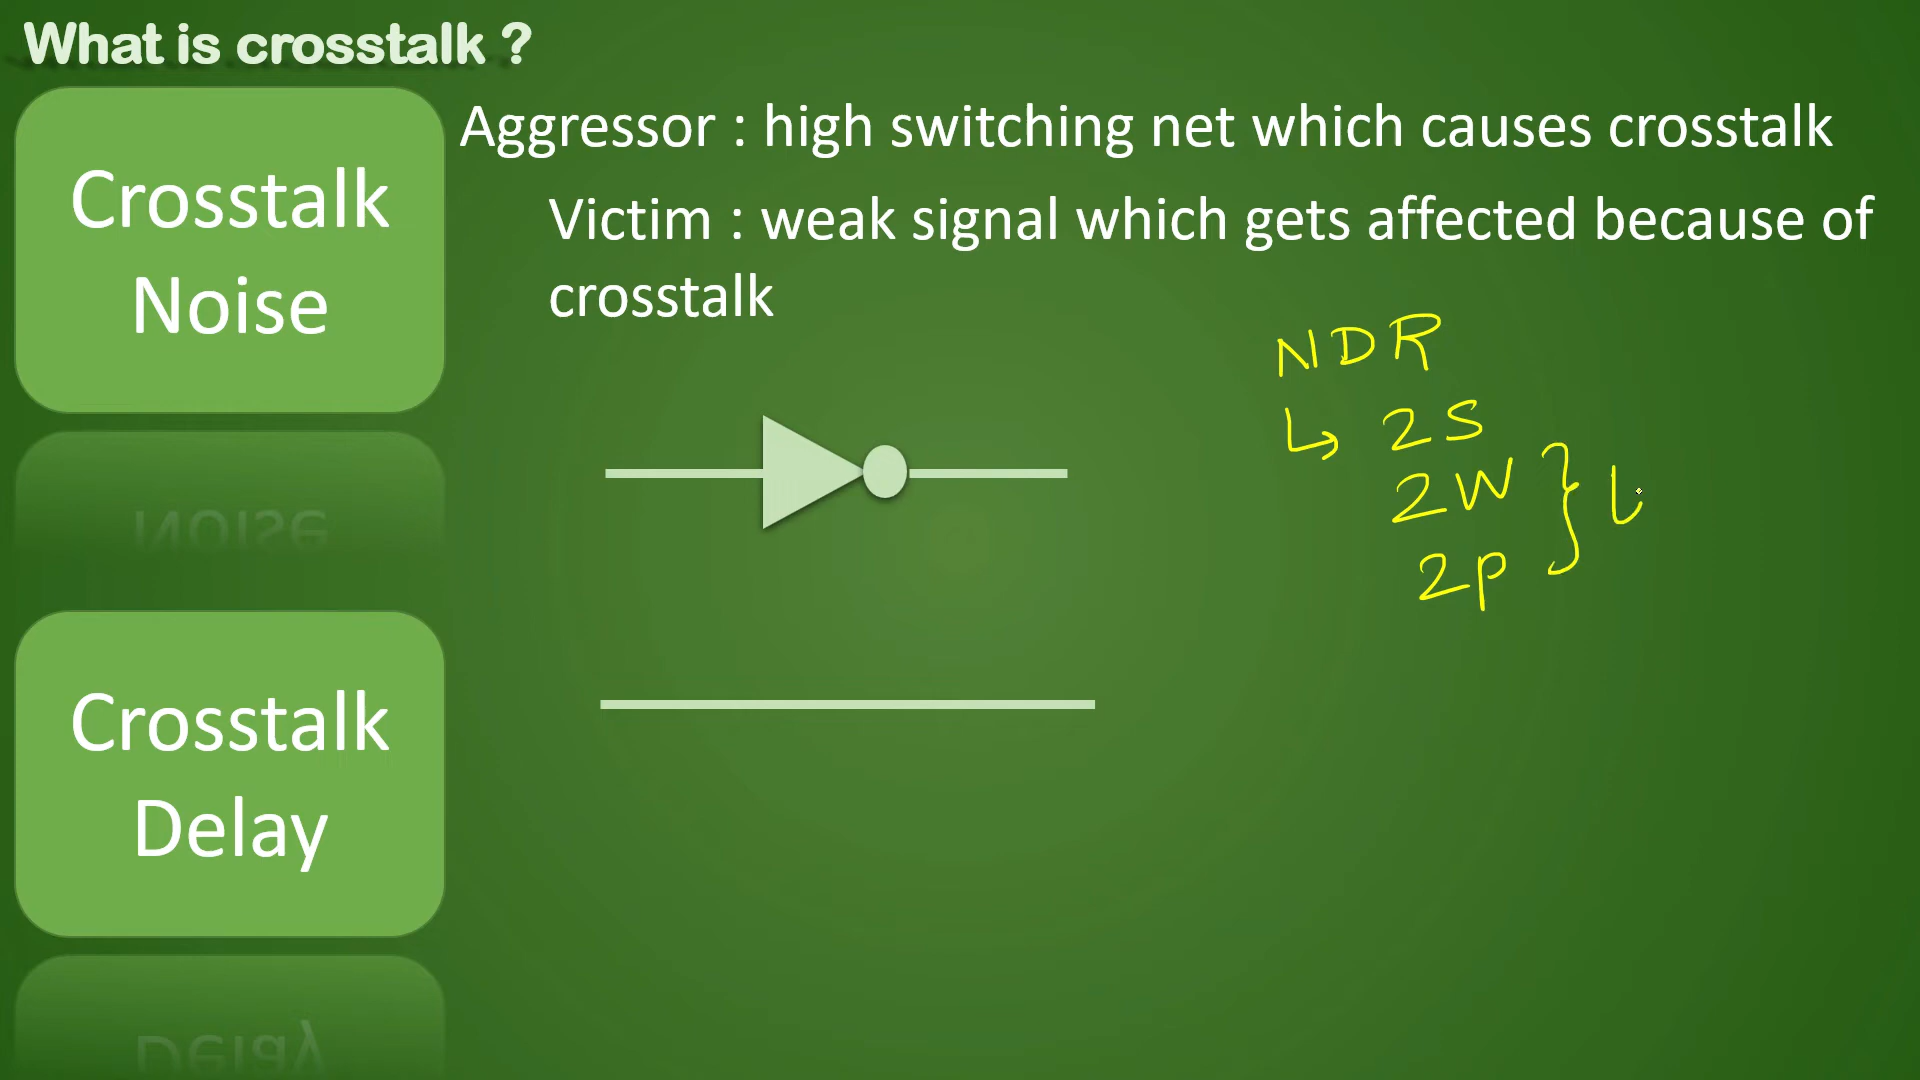 What is crosstalk ?
Crosstalk
Noise
Aggressor : high switching net which causes crosstalk
Victim : weak signal which gets affected because of
crosstalk
NDR
2S
2W
2p
Crosstalk
Delay